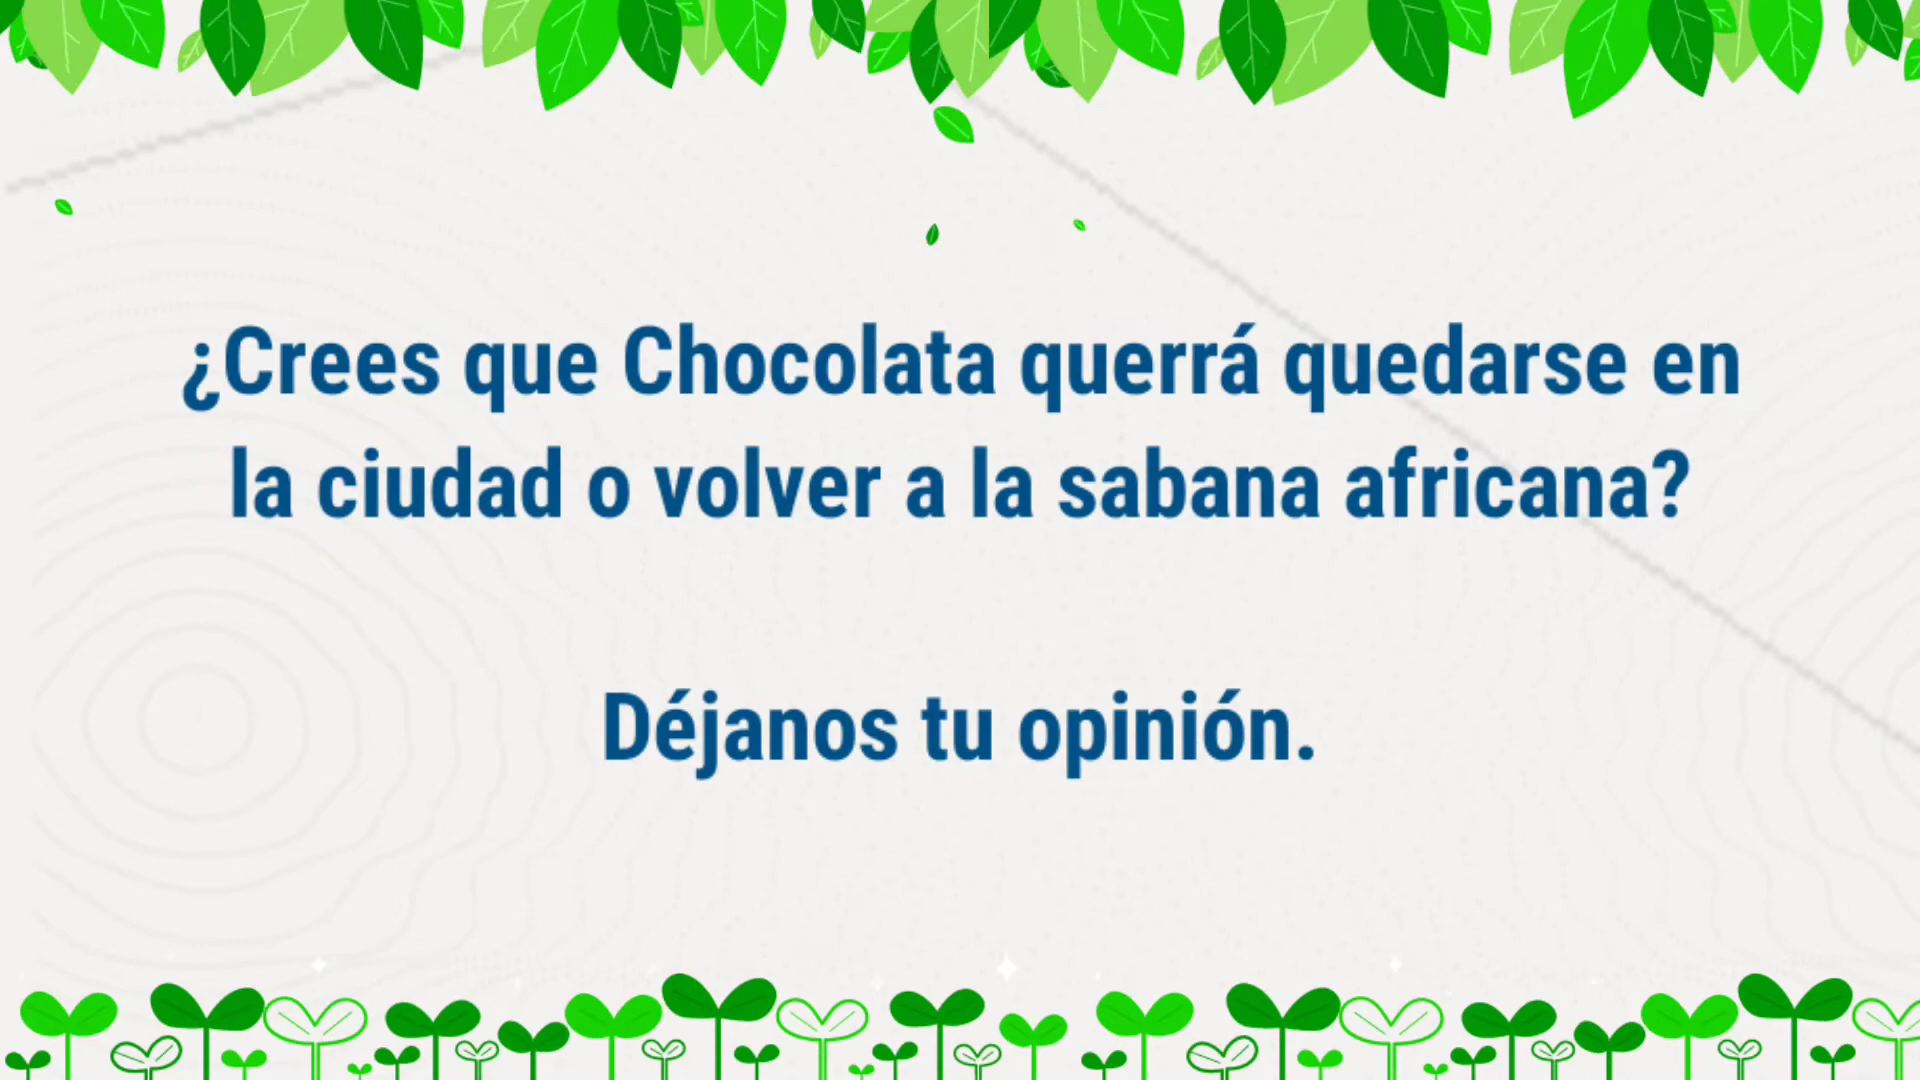 ¿Crees que Chocolata querrá quedarse en
la ciudad o volver a la sabana africana?
Déjanos tu opinión.